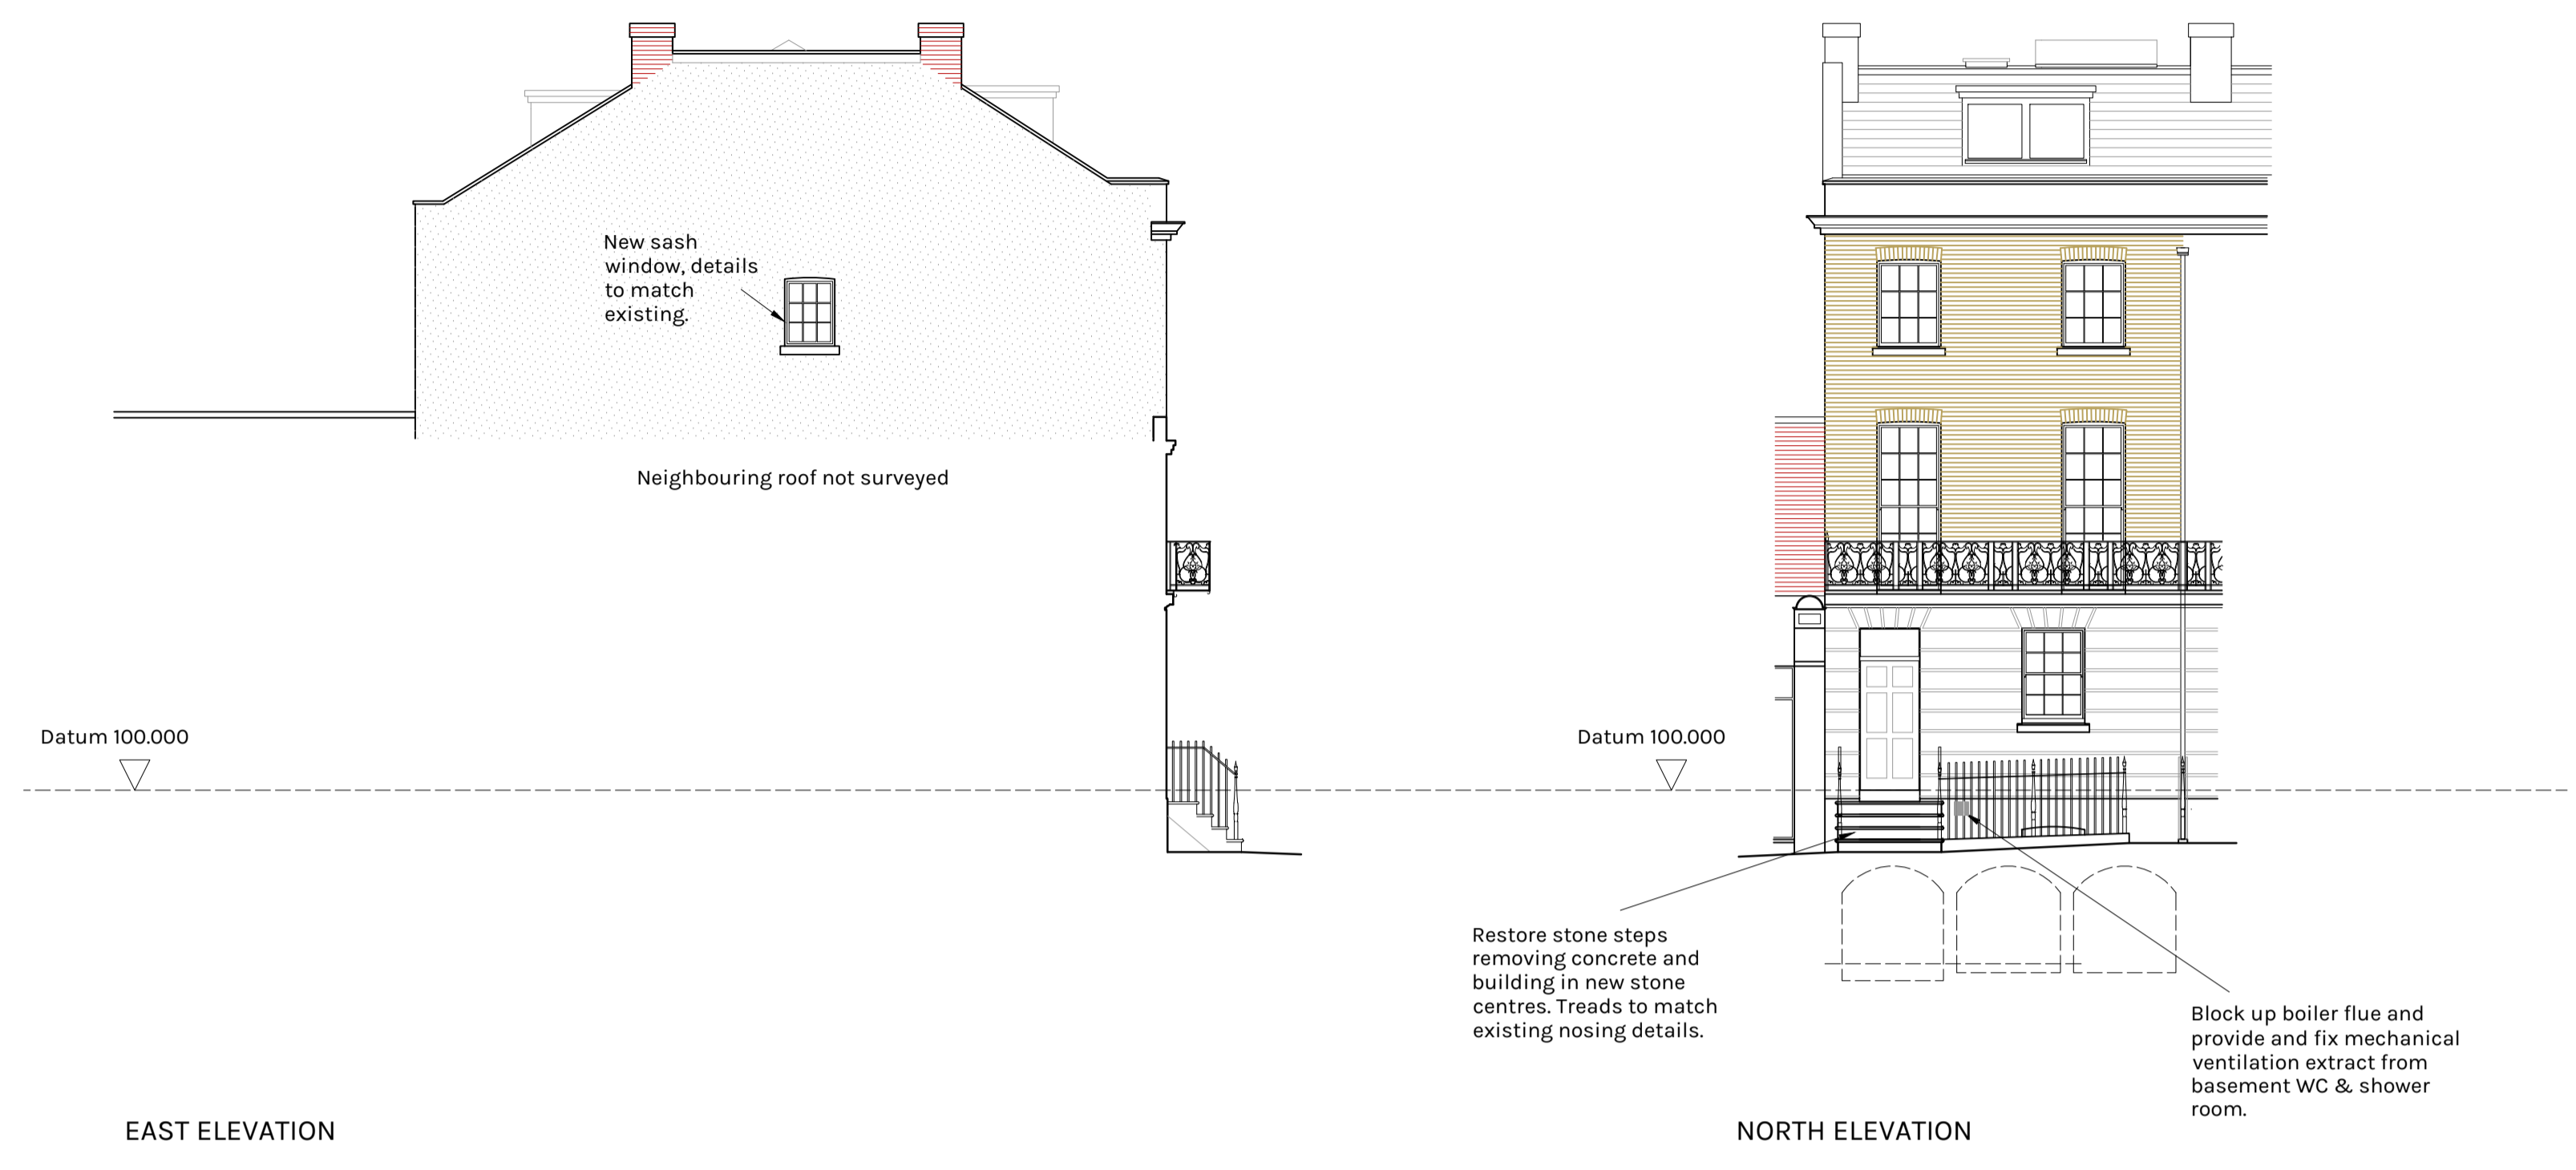 New sash
window, details
to match
existing.
Neighbouring roof not surveyed
Datum 100.000
EAST ELEVATION
Datum 100.000
Restore stone steps
removing concrete and
building in new stone
centres. Treads to match
existing nosing details.
Block up boiler flue and
provide and fix mechanical
ventilation extract from
basement WC & shower
room.
NORTH ELEVATION